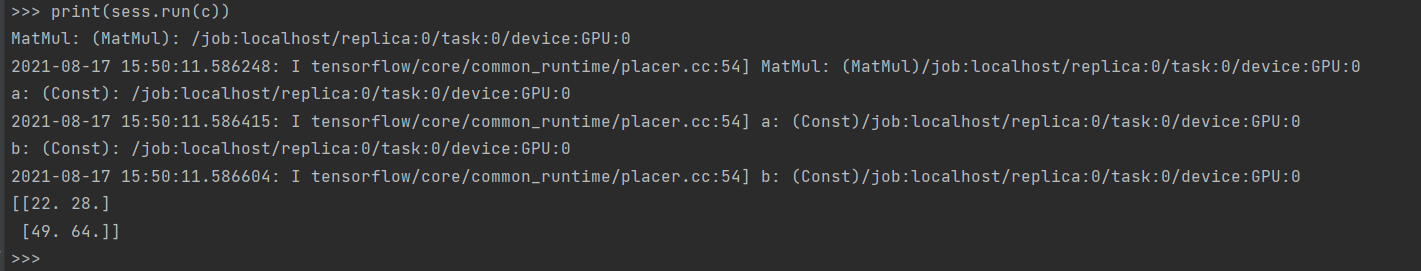 >>> print(sess.run(c))
MatMul: (MatMul): /job:localhost/replica:0/task:0/device:GPU:0
2021-08-17 15:50:11.586248: I tensorflow/core/common_runtime/placer.cc:54] MatMul: (MatMul)/job:localhost/replica:0/task:0/device:GPU:0
a: (Const): /job:localhost/replica:0/task:0/device:GPU:0
2021-08-17 15:50:11.586415: I tensorflow/core/common_runtime/placer.cc:54] a: (Const)/job:localhost/replica:0/task:0/device:GPU:0
b: (Const): /job:localhost/replica:0/task:0/device:GPU:0
2021-08-17 15:50:11.586604: I tensorflow/core/common_runtime/placer.cc:54] b: (Const)/job:localhost/replica:0/task:0/device:GPU:0
[[22. 28.]
 [49. 64.]]
>>>